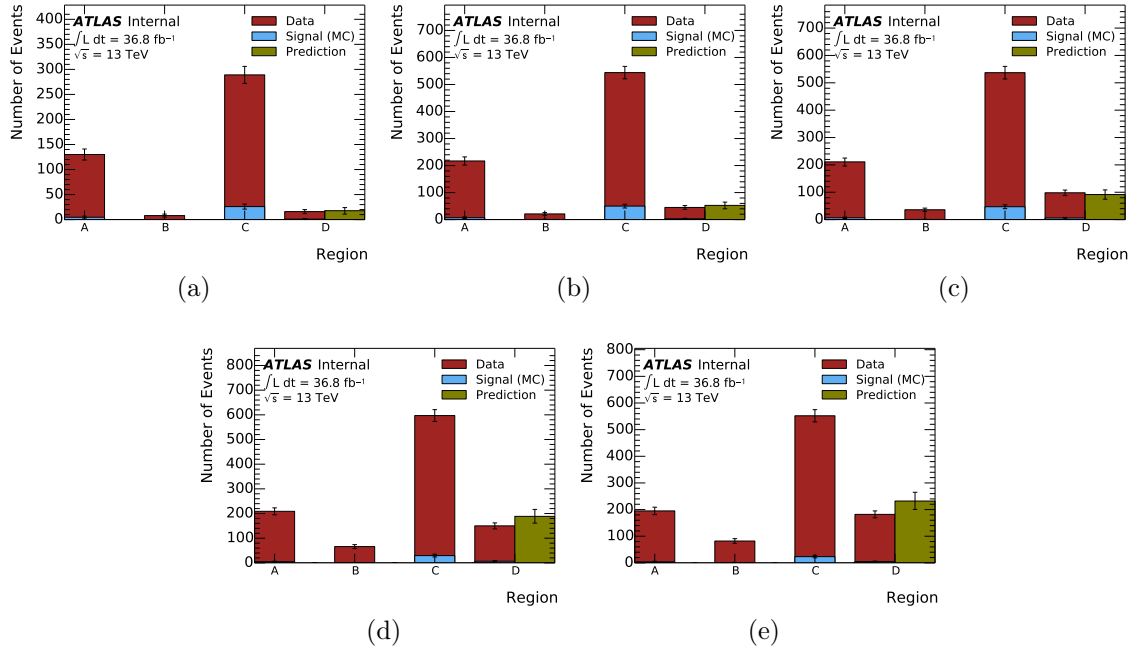 Number of Events
400
350
300
250
200
150
100
50
0
ATLAS Internal
∫L dt = 36.8 fb⁻¹
√s = 13 TeV
Data
Signal (MC)
Prediction
A B C D
Region
(a)
Number of Events
700
600
500
400
300
200
100
0
ATLAS Internal
∫L dt = 36.8 fb⁻¹
√s = 13 TeV
Data
Signal (MC)
Prediction
A B C D
Region
(b)
Number of Events
700
600
500
400
300
200
100
0
ATLAS Internal
∫L dt = 36.8 fb⁻¹
√s = 13 TeV
Data
Signal (MC)
Prediction
A B C D
Region
(c)
Number of Events
800
700
600
500
400
300
200
100
0
ATLAS Internal
∫L dt = 36.8 fb⁻¹
√s = 13 TeV
Data
Signal (MC)
Prediction
A B C D
Region
(d)
Number of Events
800
700
600
500
400
300
200
100
0
ATLAS Internal
∫L dt = 36.8 fb⁻¹
√s = 13 TeV
Data
Signal (MC)
Prediction
A B C D
Region
(e)